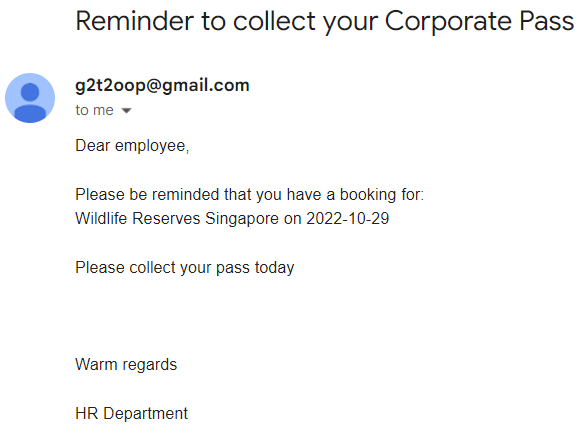 Reminder to collect your Corporate Pass
g2t2oop@gmail.com
to me
Dear employee,
Please be reminded that you have a booking for:
Wildlife Reserves Singapore on 2022-10-29
Please collect your pass today
Warm regards
HR Department